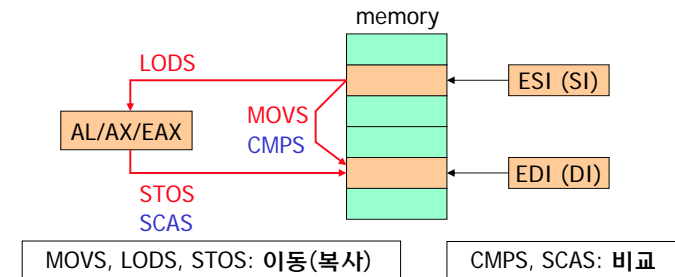 memory
LODS
ESI (SI)
MOVS
AL/AX/EAX
CMPS
EDI (DI)
STOS
SCAS
MOVS, LODS, STOS: 이동(복사)
CMPS, SCAS: 비교